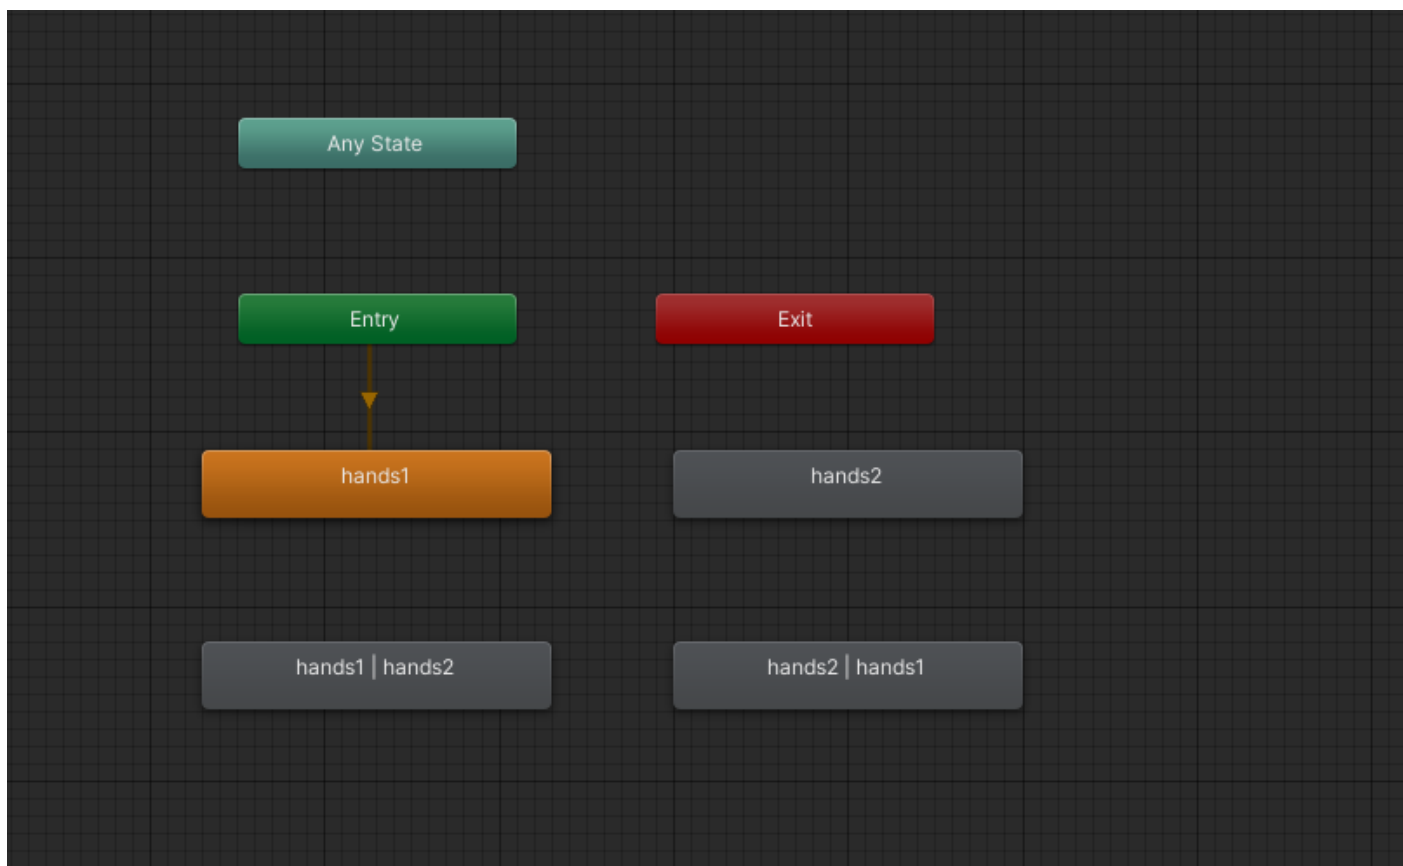 Any State
Entry
Exit
hands1
hands2
hands1 | hands2
hands2 | hands1